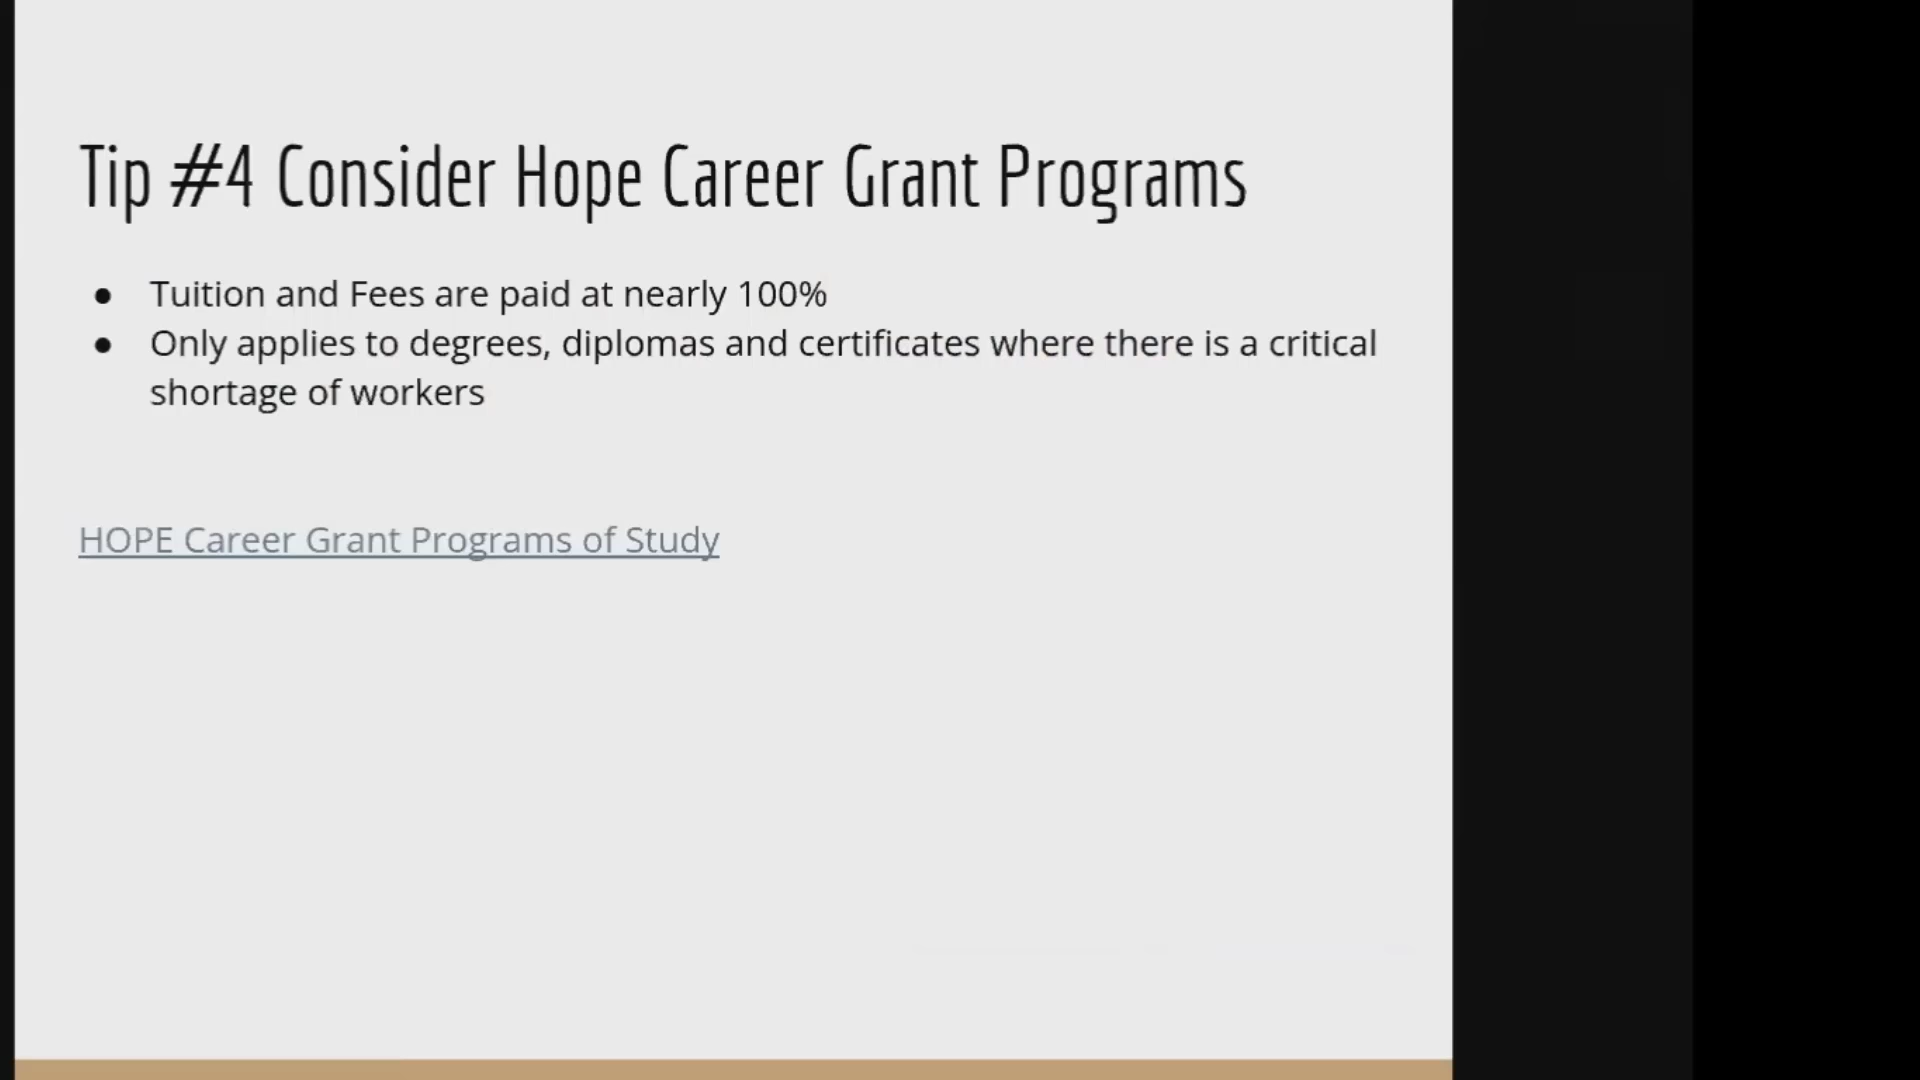 Tip #4 Consider Hope Career Grant Programs
● Tuition and Fees are paid at nearly 100%
● Only applies to degrees, diplomas and certificates where there is a critical
shortage of workers
HOPE Career Grant Programs of Study